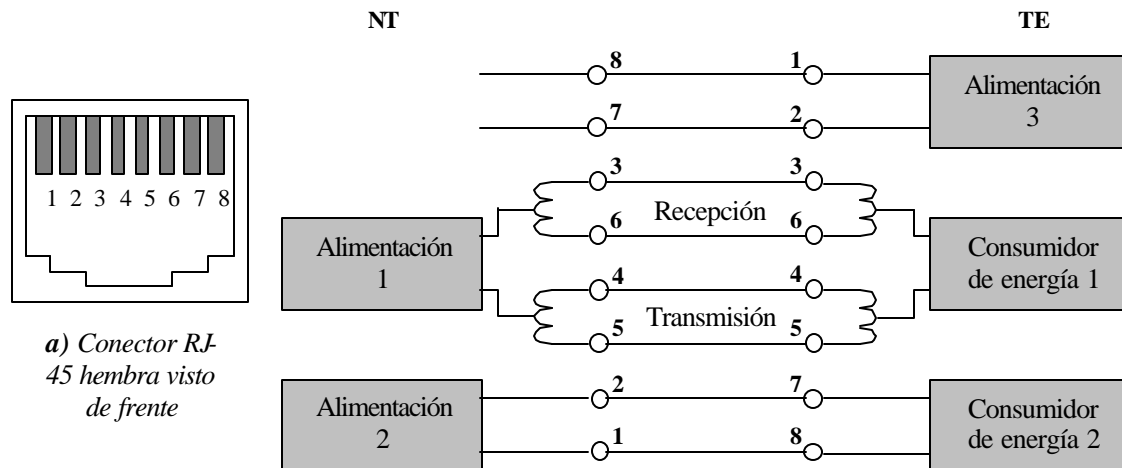 NT
TE
8
1
Alimentación
3
7
2
1 2 3 4 5 6 7 8
3
3
Recepción
6
6
Alimentación
1
Consumidor
de energía 1
4
4
Transmisión
5
5
a) Conector RJ-
45 hembra visto
de frente
Alimentación
2
2
7
Consumidor
de energía 2
1
8